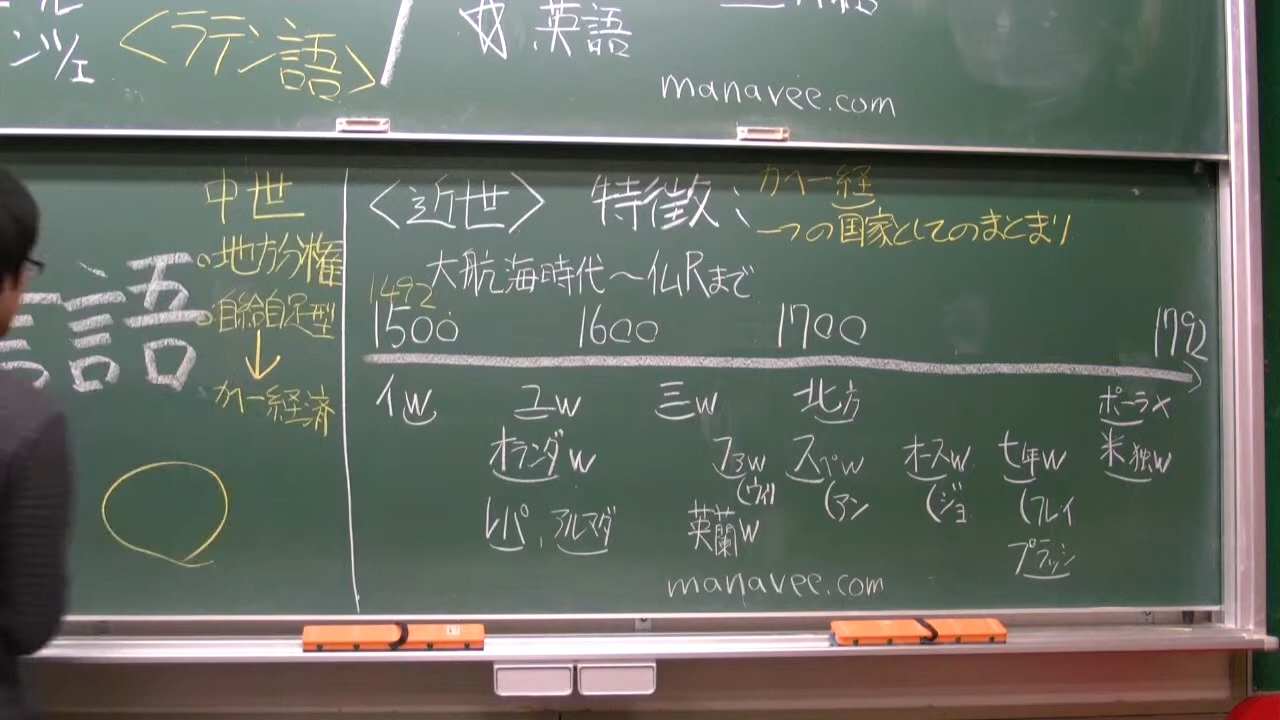 ンツェ
<ラテン語>
英語
manavee.com
中世
。地方分権
。自給自足型
↓
カヘー経済
語
<近世> 特徴：
カヘー経
一つの国家としてのまとまり
大航海時代～仏Rまで
1492
1500 1600 1700 1792
イW ユW 三W 北方 ポーラ×
オランダW ファW スペW オースW 七年W 米独W
(ウィリ (アン (ジョ (フレイ
レパ、アルマダ 英蘭W プラッシ
manavee.com